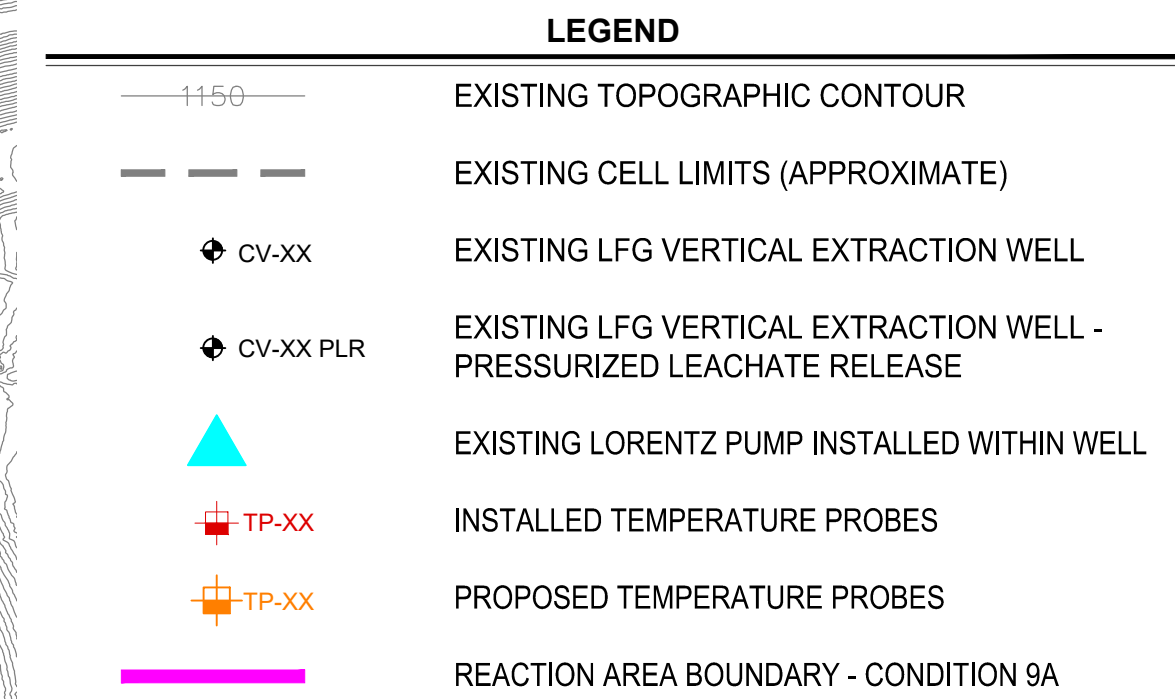 LEGEND
1150 EXISTING TOPOGRAPHIC CONTOUR
EXISTING CELL LIMITS (APPROXIMATE)
CV-XX EXISTING LFG VERTICAL EXTRACTION WELL
CV-XX PLR EXISTING LFG VERTICAL EXTRACTION WELL -
PRESSURIZED LEACHATE RELEASE
EXISTING LORENTZ PUMP INSTALLED WITHIN WELL
TP-XX INSTALLED TEMPERATURE PROBES
TP-XX PROPOSED TEMPERATURE PROBES
REACTION AREA BOUNDARY - CONDITION 9A